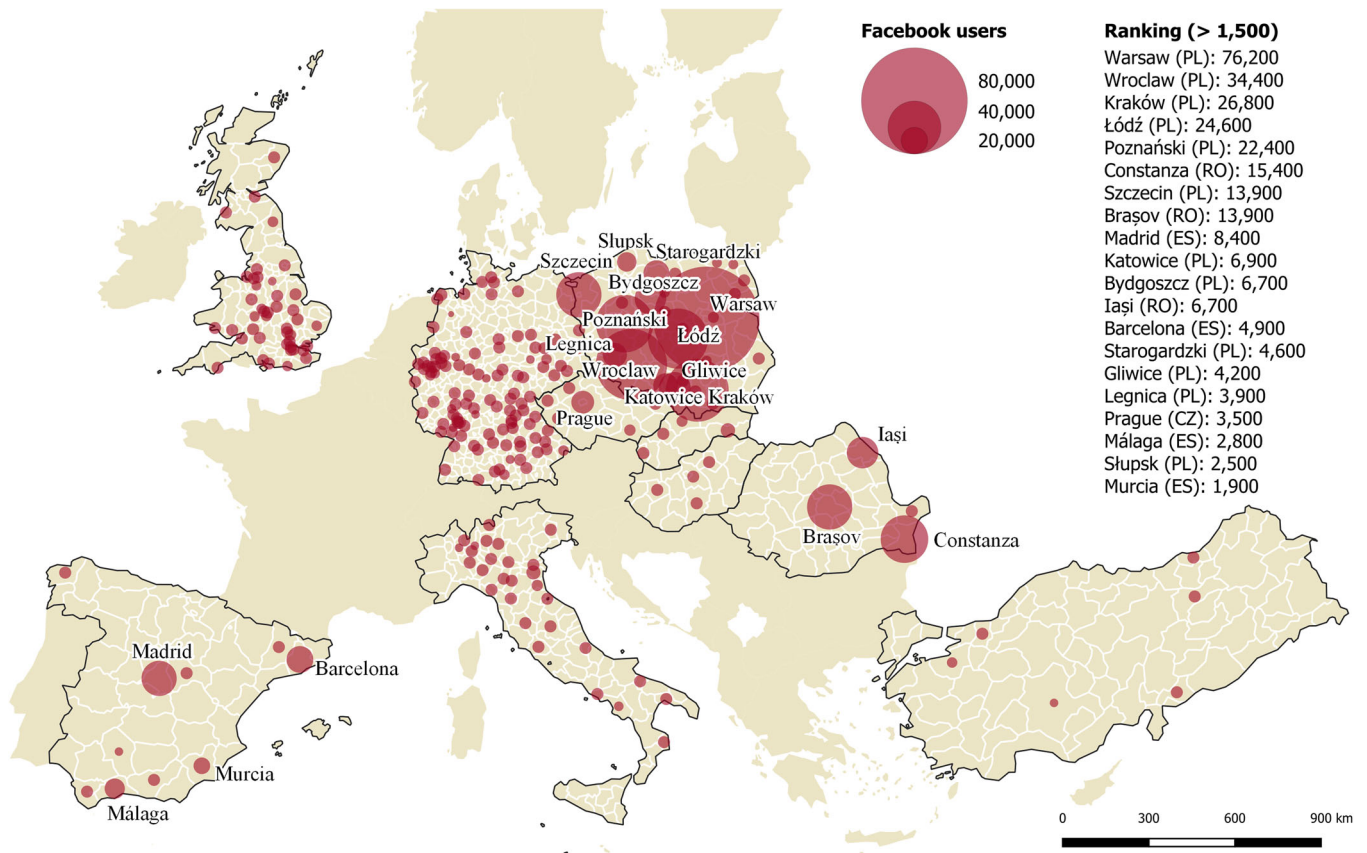 Facebook users
80,000
40,000
20,000
Ranking (> 1,500)
Warsaw (PL): 76,200
Wroclaw (PL): 34,400
Kraków (PL): 26,800
Łódź (PL): 24,600
Poznański (PL): 22,400
Constanza (RO): 15,400
Szczecin (PL): 13,900
Brașov (RO): 13,900
Madrid (ES): 8,400
Katowice (PL): 6,900
Bydgoszcz (PL): 6,700
Iași (RO): 6,700
Barcelona (ES): 4,900
Starogardzki (PL): 4,600
Gliwice (PL): 4,200
Legnica (PL): 3,900
Prague (CZ): 3,500
Málaga (ES): 2,800
Słupsk (PL): 2,500
Murcia (ES): 1,900
Słupsk
Starogardzki
Szczecin
Bydgoszcz
Warsaw
Poznański
Łódź
Legnica
Wroclaw
Gliwice
Katowice
Kraków
Prague
Iași
Brașov
Constanza
Madrid
Barcelona
Murcia
Málaga
0 300 600 900 km